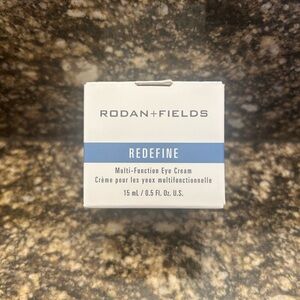 RODAN+FIELDS
REDEFINE
Multi-Function Eye Cream
Crème pour les yeux multifonctionnelle
15 mL / 0.5 Fl. Oz. U.S.